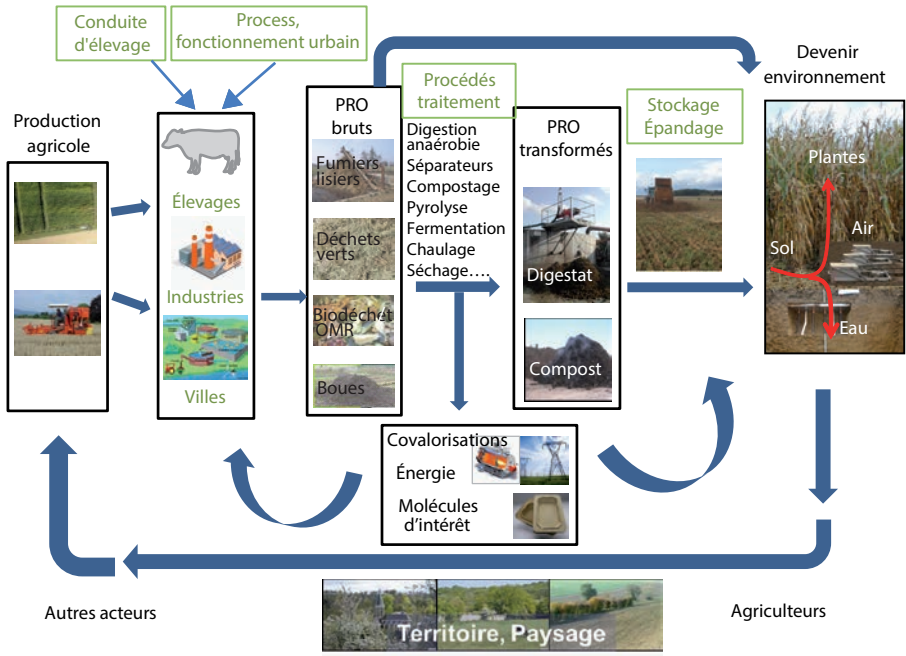 Conduite
d'élevage
Process,
fonctionnement urbain
Devenir
environnement
Production
agricole
Élevages
Industries
Villes
PRO
bruts
Fumiers
lisiers
Déchets
verts
Biodéchet
OMR
Boues
Procédés
traitement
Digestion
anaérobie
Séparateurs
Compostage
Pyrolyse
Fermentation
Chaulage
Séchage….
PRO
transformés
Digestat
Compost
Stockage
Épandage
Plantes
Air
Sol
Eau
Covalorisations
Énergie
Molécules
d'intérêt
Autres acteurs
Territoire, Paysage
Agriculteurs